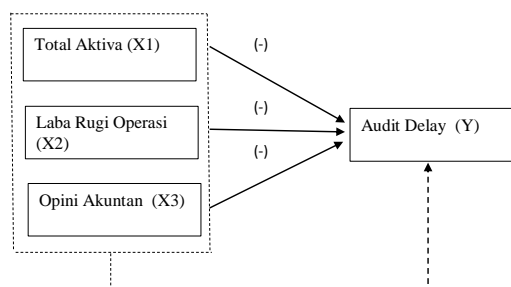 Total Aktiva (X1)
(-)
Laba Rugi Operasi
(X2)
(-)
Audit Delay (Y)
(-)
Opini Akuntan (X3)